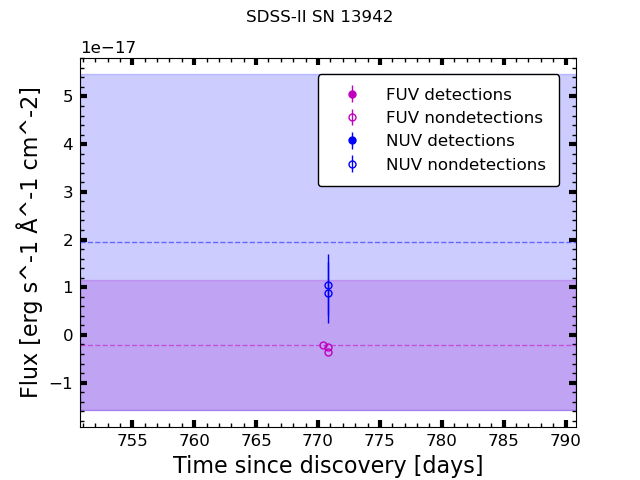 SDSS-II SN 13942
1e−17
FUV detections
FUV nondetections
NUV detections
NUV nondetections
5
4
3
2
1
0
−1
Flux [erg s^-1 Å^-1 cm^-2]
755 760 765 770 775 780 785 790
Time since discovery [days]